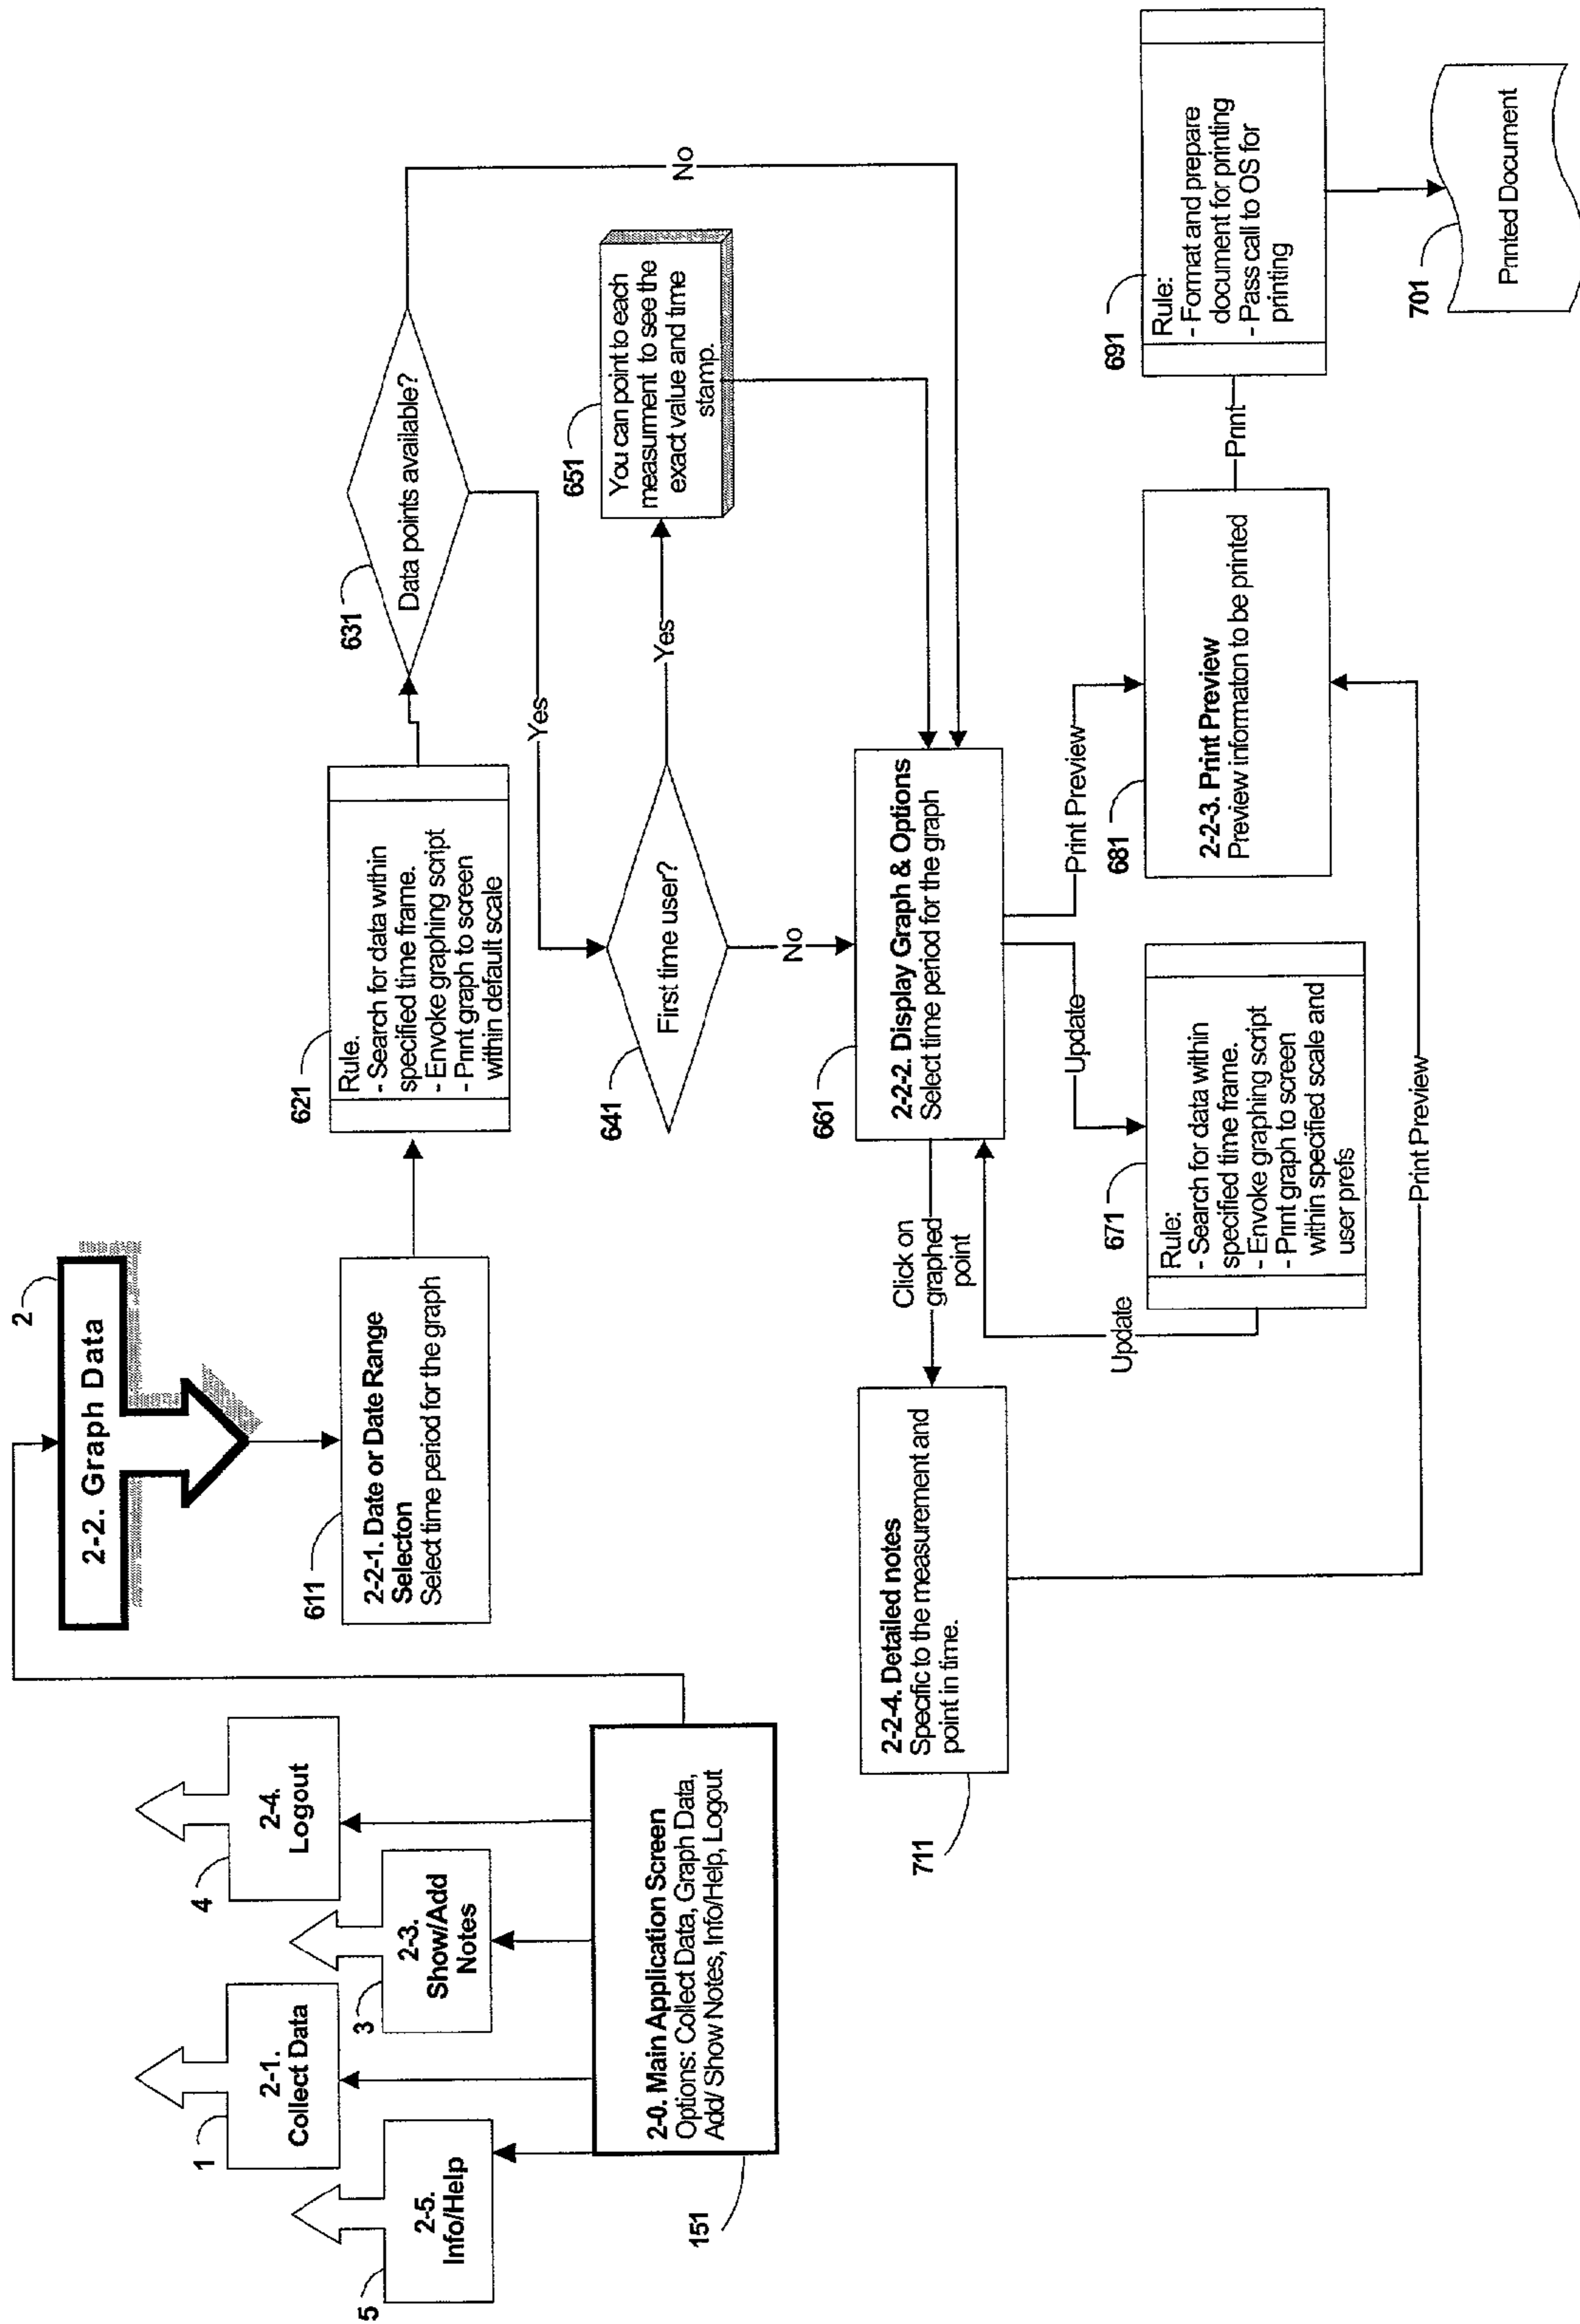 2
2-2. Graph Data
4
2-4.
Logout
3
2-3.
Show/Add
Notes
1
2-1.
Collect Data
5
2-5.
Info/Help
2-0. Main Application Screen
Options: Collect Data, Graph Data,
Add/ Show Notes, Info/Help, Logout
151
611
2-2-1. Date or Date Range
Selecton
Select time period for the graph
621
Rule.
- Search for data within
specified time frame.
- Envoke graphing script
- Print graph to screen
within default scale
631
Data points available?
Yes
No
641
First time user?
Yes
No
651
You can point to each
measurment to see the
exact value and time
stamp.
661
2-2-2. Display Graph & Options
Select time period for the graph
Click on
graphed
point
Update
Print Preview
711
2-2-4. Detailed notes
Specific to the measurement and
point in time.
671
Rule:
- Search for data within
specified time frame.
- Envoke graphing script
- Print graph to screen
within specified scale and
user prefs
Update
Print Preview
681
2-2-3. Print Preview
Preview informaton to be printed
Print
691
Rule:
- Format and prepare
document for printing
- Pass call to OS for
printing
701
Printed Document